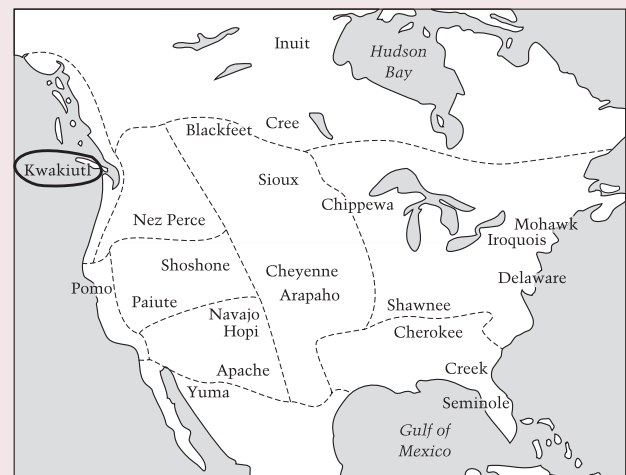 Inuit
Hudson
Bay
Blackfeet
Cree
Kwakiutl
Sioux
Chippewa
Nez Perce
Mohawk
Iroquois
Shoshone
Cheyenne
Delaware
Pomo
Arapaho
Paiute
Navajo
Shawnee
Hopi
Cherokee
Apache
Creek
Yuma
Seminole
Gulf of
Mexico